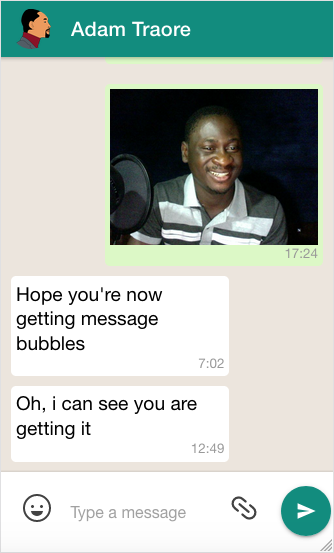 Adam Traore
17:24
Hope you're now
getting message
bubbles
7:02
Oh, i can see you are
getting it
12:49
Type a message